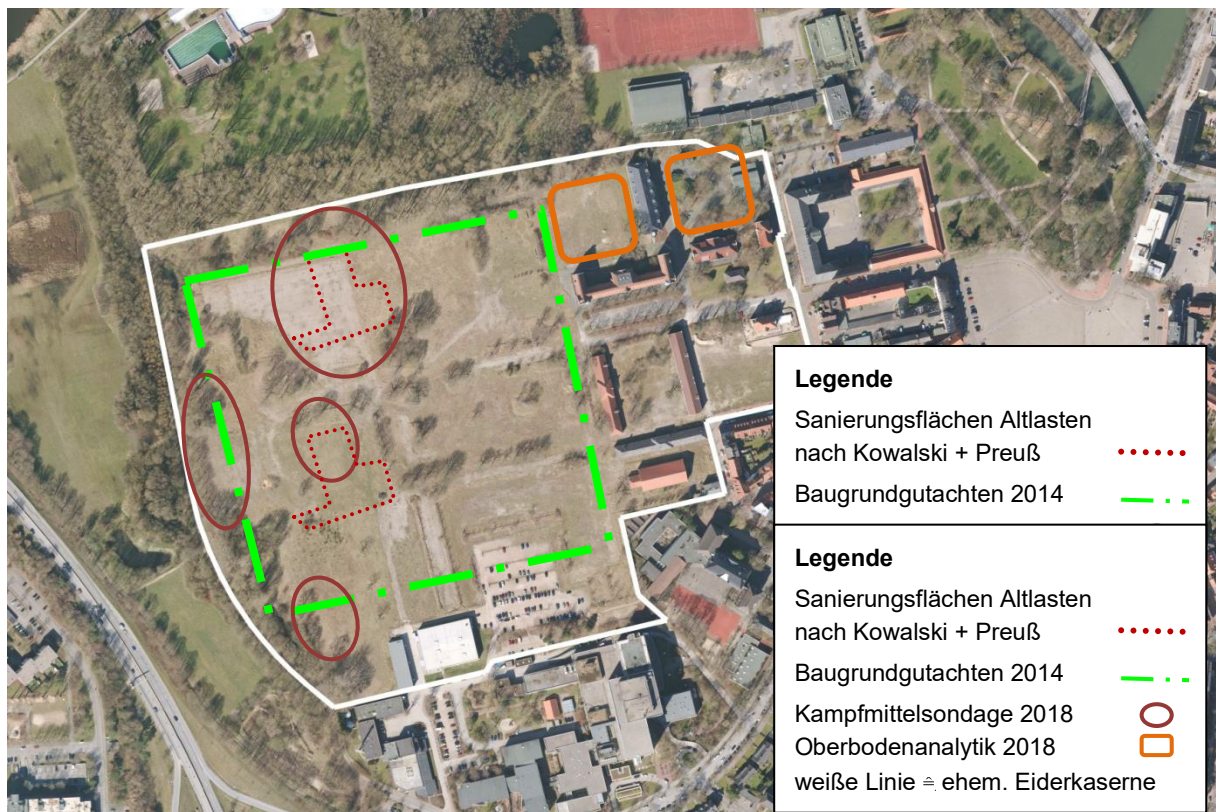 Legende
Sanierungsflächen Altlasten
nach Kowalski + Preuß
Baugrundgutachten 2014
Legende
Sanierungsflächen Altlasten
nach Kowalski + Preuß
Baugrundgutachten 2014
Kampfmittelsondage 2018
Oberbodenanalytik 2018
weiße Linie ≙ ehem. Eiderkaserne